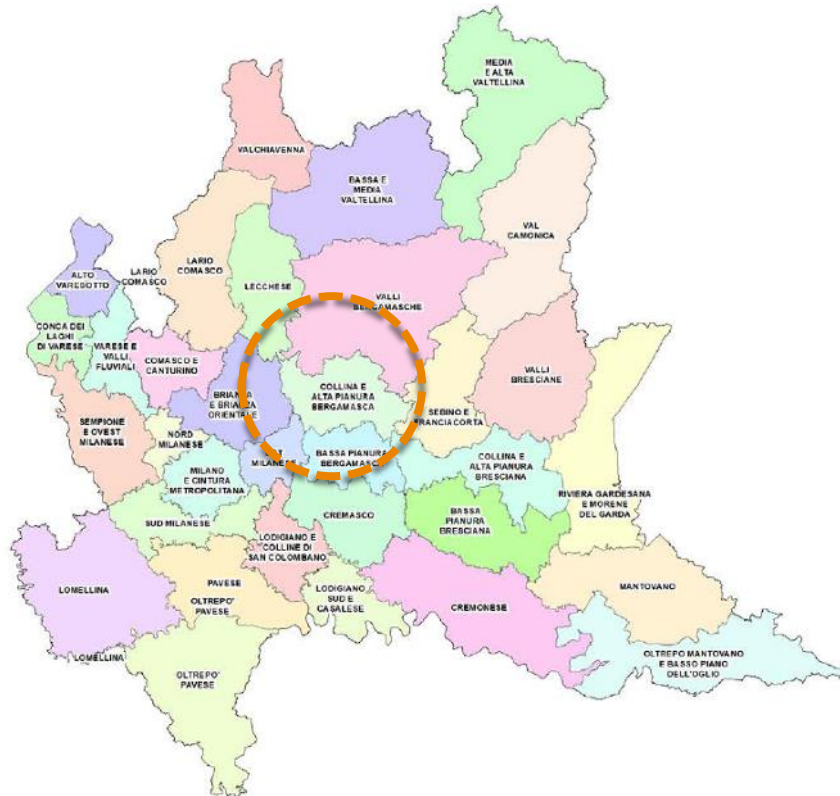 MEDIA
E ALTA
VALTELLINA
VALCHIAVENNA
BASSA E
MEDIA
VALTELLINA
VAL
CAMONICA
LARIO
COMASCO
LARIO
COMASCO
ALTO
VARESOTTO
LECCHESE
VALLI
BERGAMASCHE
CONCA DEI
LAGHI
DI VARESE
VARESE E
VALLI
FLUVIALI
COMASCO E
CANTURINO
VALLI
BRESCIANE
BRIANZA
E BRIANZA
ORIENTALE
COLLINA E
ALTA PIANURA
BERGAMASCA
SEBINO E
FRANCIACORTA
SEMPIONE
E OVEST
MILANESE
NORD
MILANESE
MILANESE
BASSA PIANURA
BERGAMASCA
COLLINA E
ALTA PIANURA
BRESCIANA
MILANO
E CINTURA
METROPOLITANA
RIVIERA GARDESANA
E MORENE
DEL GARDA
SUD MILANESE
CREMASCO
BASSA
PIANURA
BRESCIANA
LODIGIANO E
COLLINE DI
SAN COLOMBANO
LOMELLINA
PAVESE
OLTREPO'
PAVESE
LODIGIANO
SUD E
CASALESE
CREMONESE
MANTOVANO
LOMELLINA
OLTREPO'
PAVESE
OLTREPO MANTOVANO
E BASSO PIANO
DELL'OGLIO